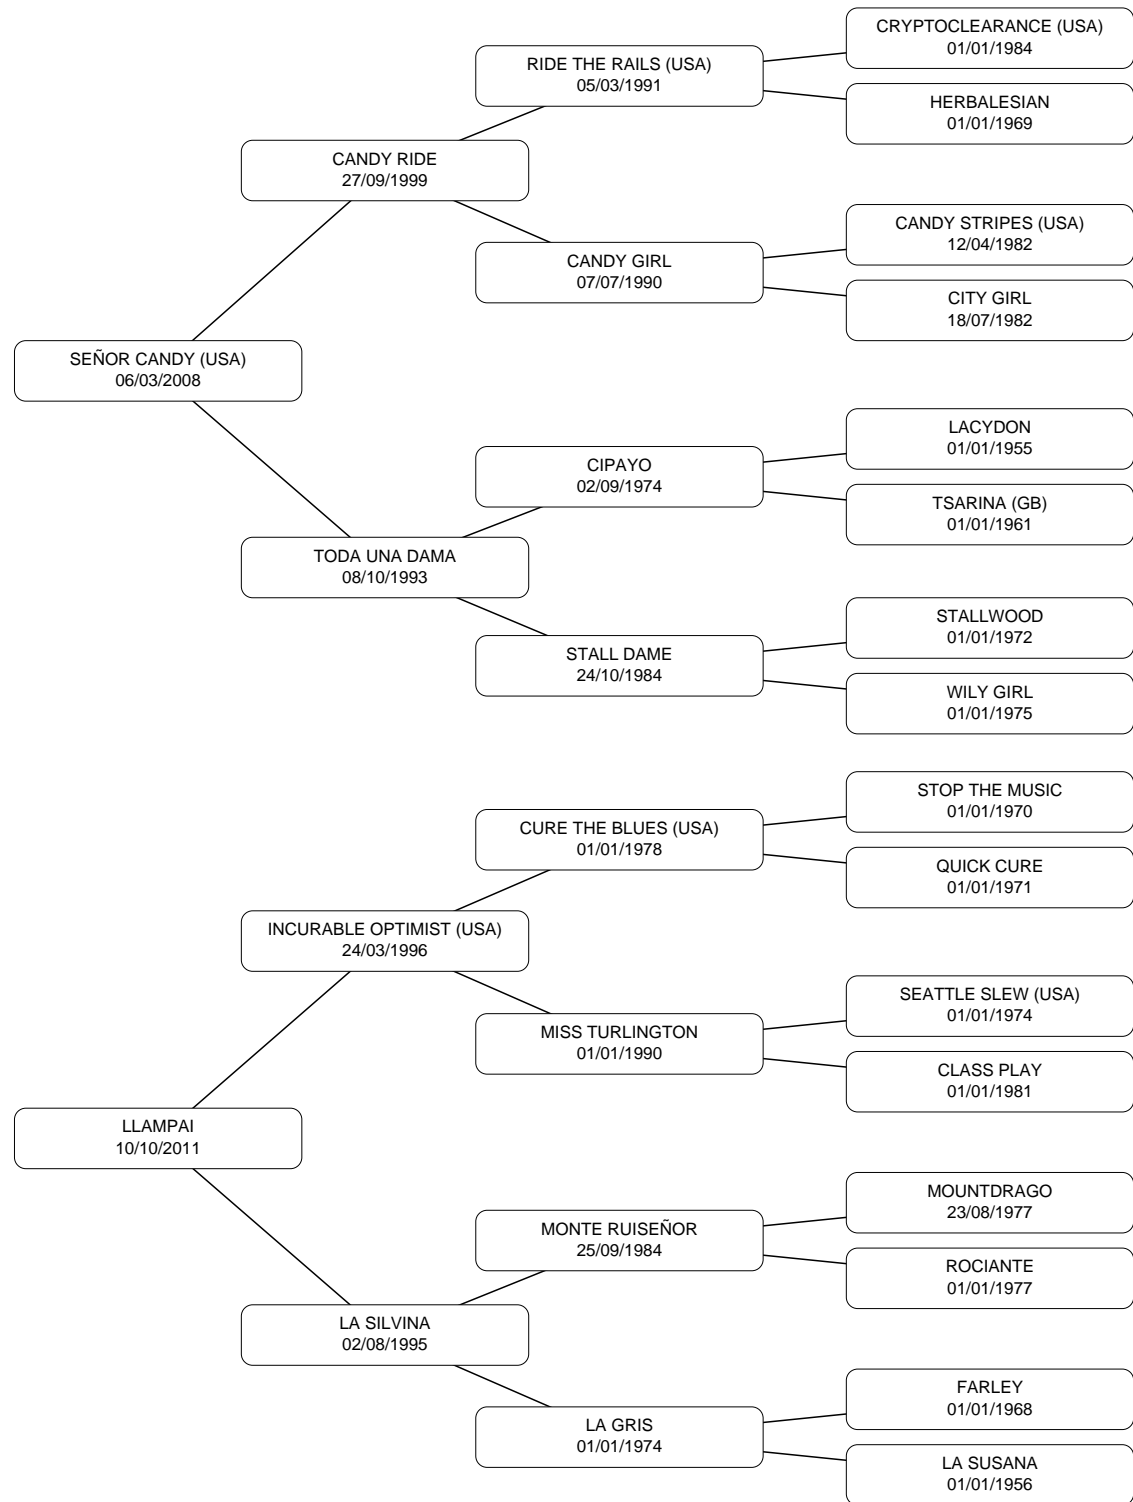 CRYPTOCLEARANCE (USA)
01/01/1984
RIDE THE RAILS (USA)
05/03/1991
HERBALESIAN
01/01/1969
CANDY RIDE
27/09/1999
CANDY STRIPES (USA)
12/04/1982
CANDY GIRL
07/07/1990
CITY GIRL
18/07/1982
SEÑOR CANDY (USA)
06/03/2008
LACYDON
01/01/1955
CIPAYO
02/09/1974
TSARINA (GB)
01/01/1961
TODA UNA DAMA
08/10/1993
STALLWOOD
01/01/1972
STALL DAME
24/10/1984
WILY GIRL
01/01/1975
STOP THE MUSIC
01/01/1970
CURE THE BLUES (USA)
01/01/1978
QUICK CURE
01/01/1971
INCURABLE OPTIMIST (USA)
24/03/1996
SEATTLE SLEW (USA)
01/01/1974
MISS TURLINGTON
01/01/1990
CLASS PLAY
01/01/1981
LLAMPAI
10/10/2011
MOUNTDRAGO
23/08/1977
MONTE RUISEÑOR
25/09/1984
ROCIANTE
01/01/1977
LA SILVINA
02/08/1995
FARLEY
01/01/1968
LA GRIS
01/01/1974
LA SUSANA
01/01/1956